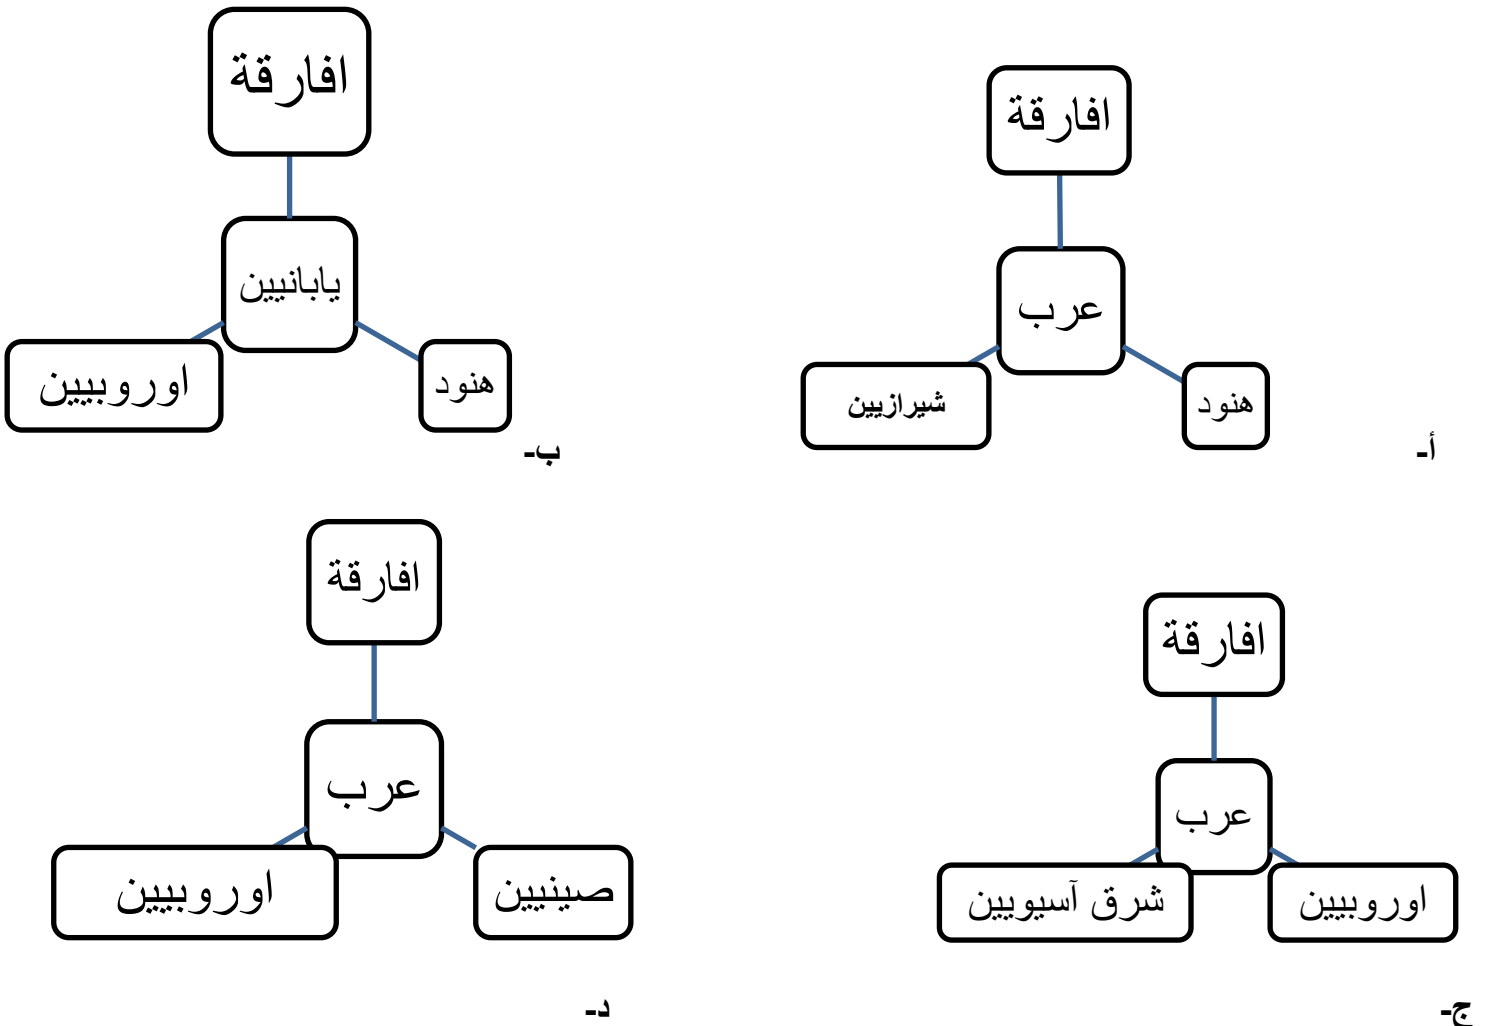 افارقة
عرب
هنود
شيرازيين
أ-
افارقة
يابانيين
هنود
اوروبيين
ب-
افارقة
عرب
اوروبيين
شرق آسيويين
ج-
افارقة
عرب
صينيين
اوروبيين
د-